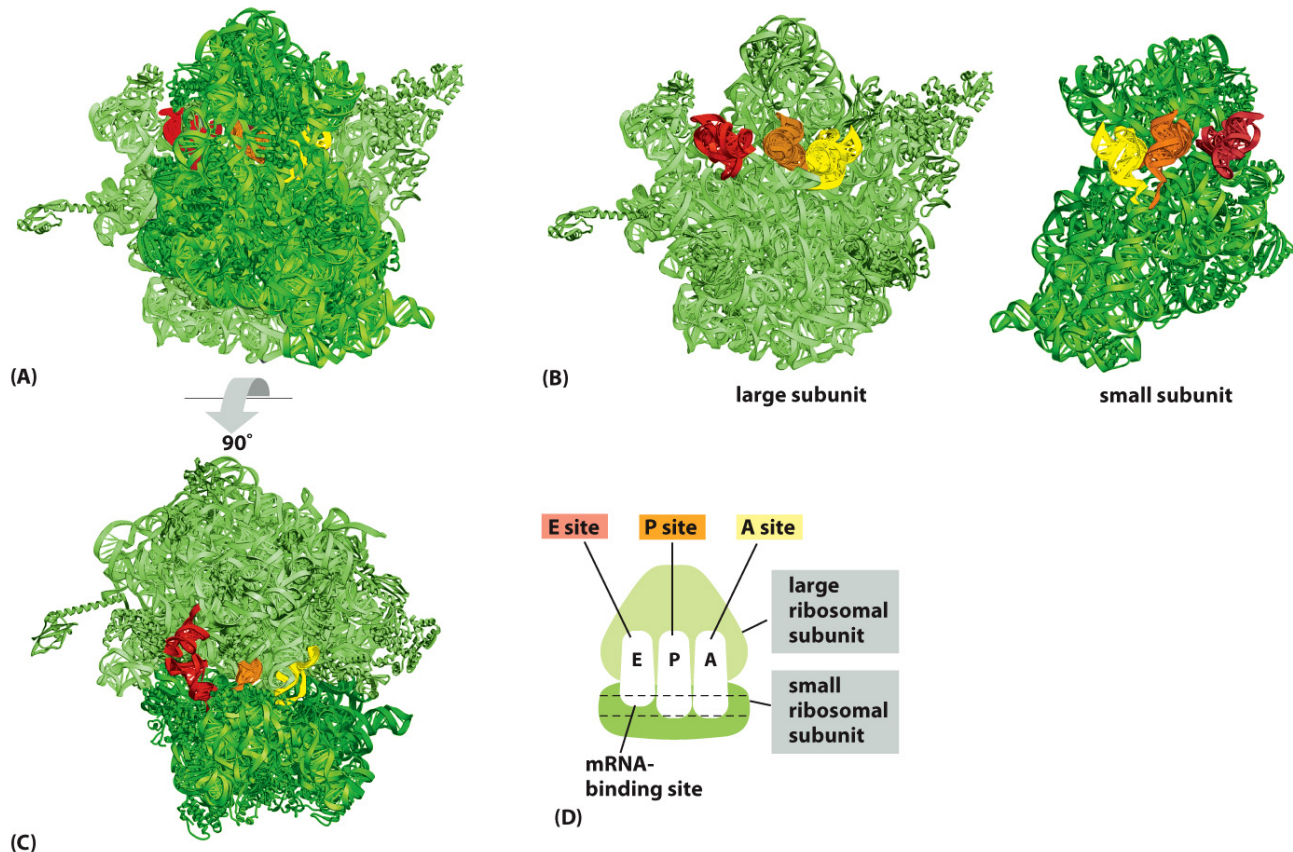 (A)
(B)
large subunit
small subunit
90°
(C)
E site
P site
A site
large
ribosomal
subunit
E
P
A
small
ribosomal
subunit
mRNA-
binding site
(D)